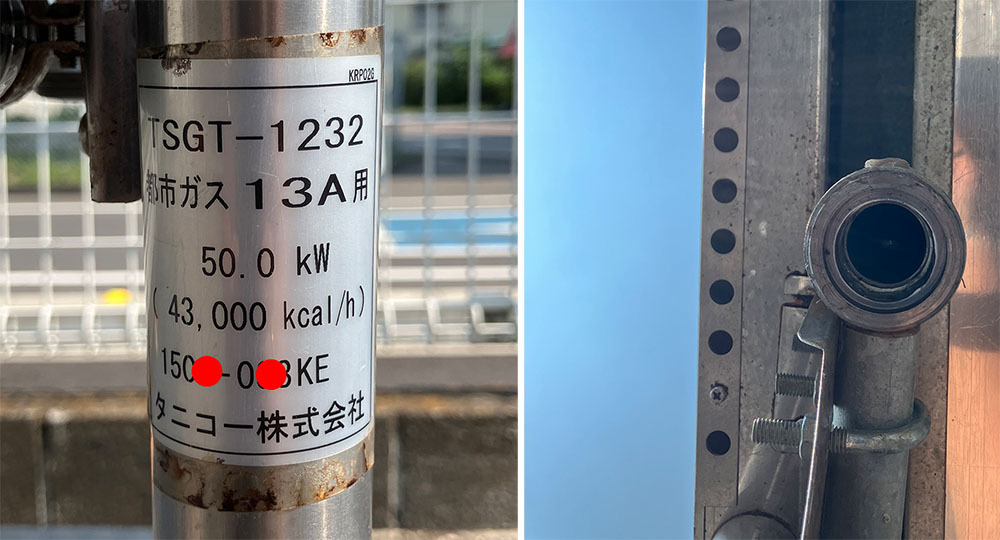 KRP02G
TSGT-1232
都市ガス 13A用
50.0 kW
(43,000 kcal/h)
タニコー株式会社